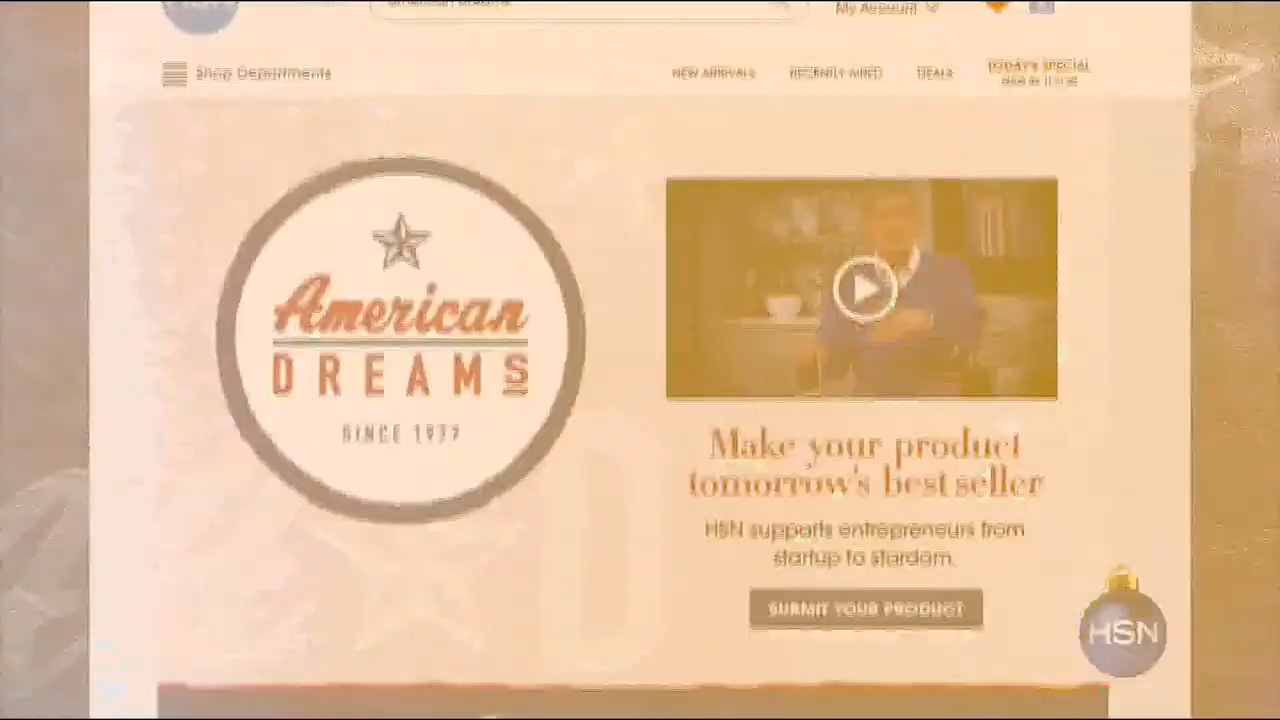 My Account
Shop Departments
NEW ARRIVALS
RECENTLY AIRED
DEALS
TODAY'S SPECIAL
American
DREAMS
SINCE 1977
Make your product
tomorrow's best seller
HSN supports entrepreneurs from
startup to stardom.
SUBMIT YOUR PRODUCT
HSN